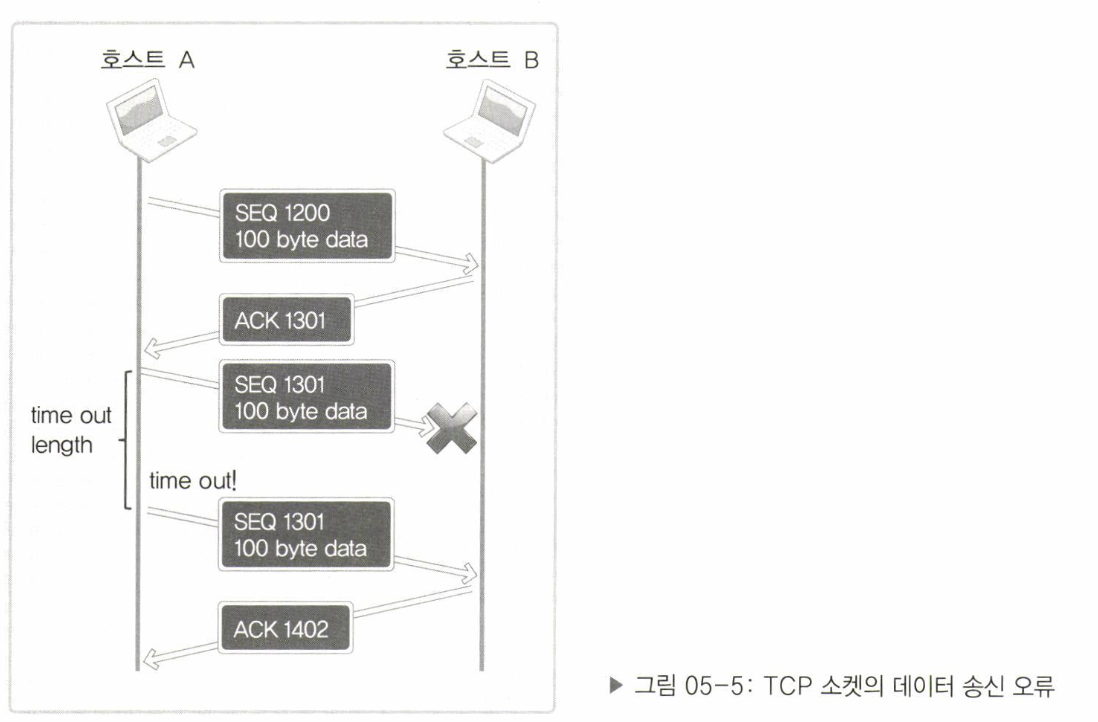 호스트 A
호스트 B
SEQ 1200
100 byte data
ACK 1301
SEQ 1301
100 byte data
time out
length
time out!
SEQ 1301
100 byte data
ACK 1402
▶ 그림 05-5: TCP 소켓의 데이터 송신 오류